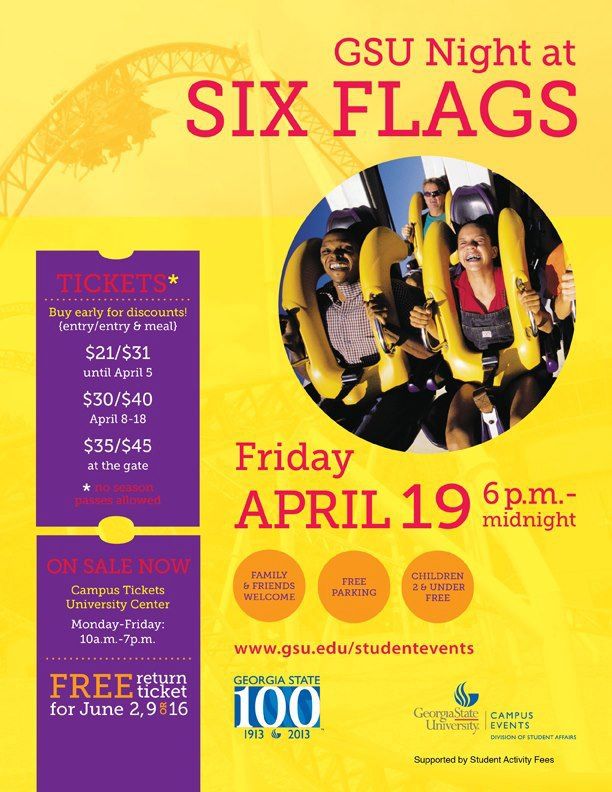 GSU Night at
SIX FLAGS
TICKETS*
Buy early for discounts!
{entry/entry & meal}
$21/$31
until April 5
$30/$40
April 8-18
$35/$45
at the gate
* no season
passes allowed
ON SALE NOW
Campus Tickets
University Center
Monday-Friday:
10a.m.-7p.m.
FREE return
ticket
for June 2, 9 OR 16
Friday
APRIL 19
6 p.m.-
midnight
FAMILY
& FRIENDS
WELCOME
FREE
PARKING
CHILDREN
2 & UNDER
FREE
www.gsu.edu/studentevents
GEORGIA STATE
100
1913 2013
GeorgiaState
University
CAMPUS
EVENTS
DIVISION OF STUDENT AFFAIRS
Supported by Student Activity Fees